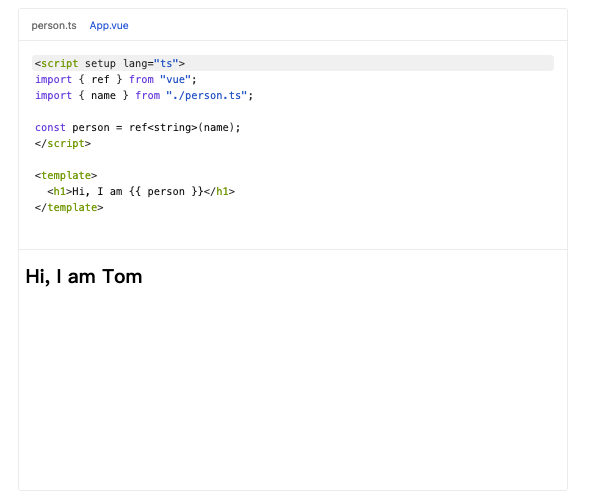 person.ts App.vue
<script setup lang="ts">
import { ref } from "vue";
import { name } from "./person.ts";
const person = ref<string>(name);
</script>
<template>
  <h1>Hi, I am {{ person }}</h1>
</template>
Hi, I am Tom